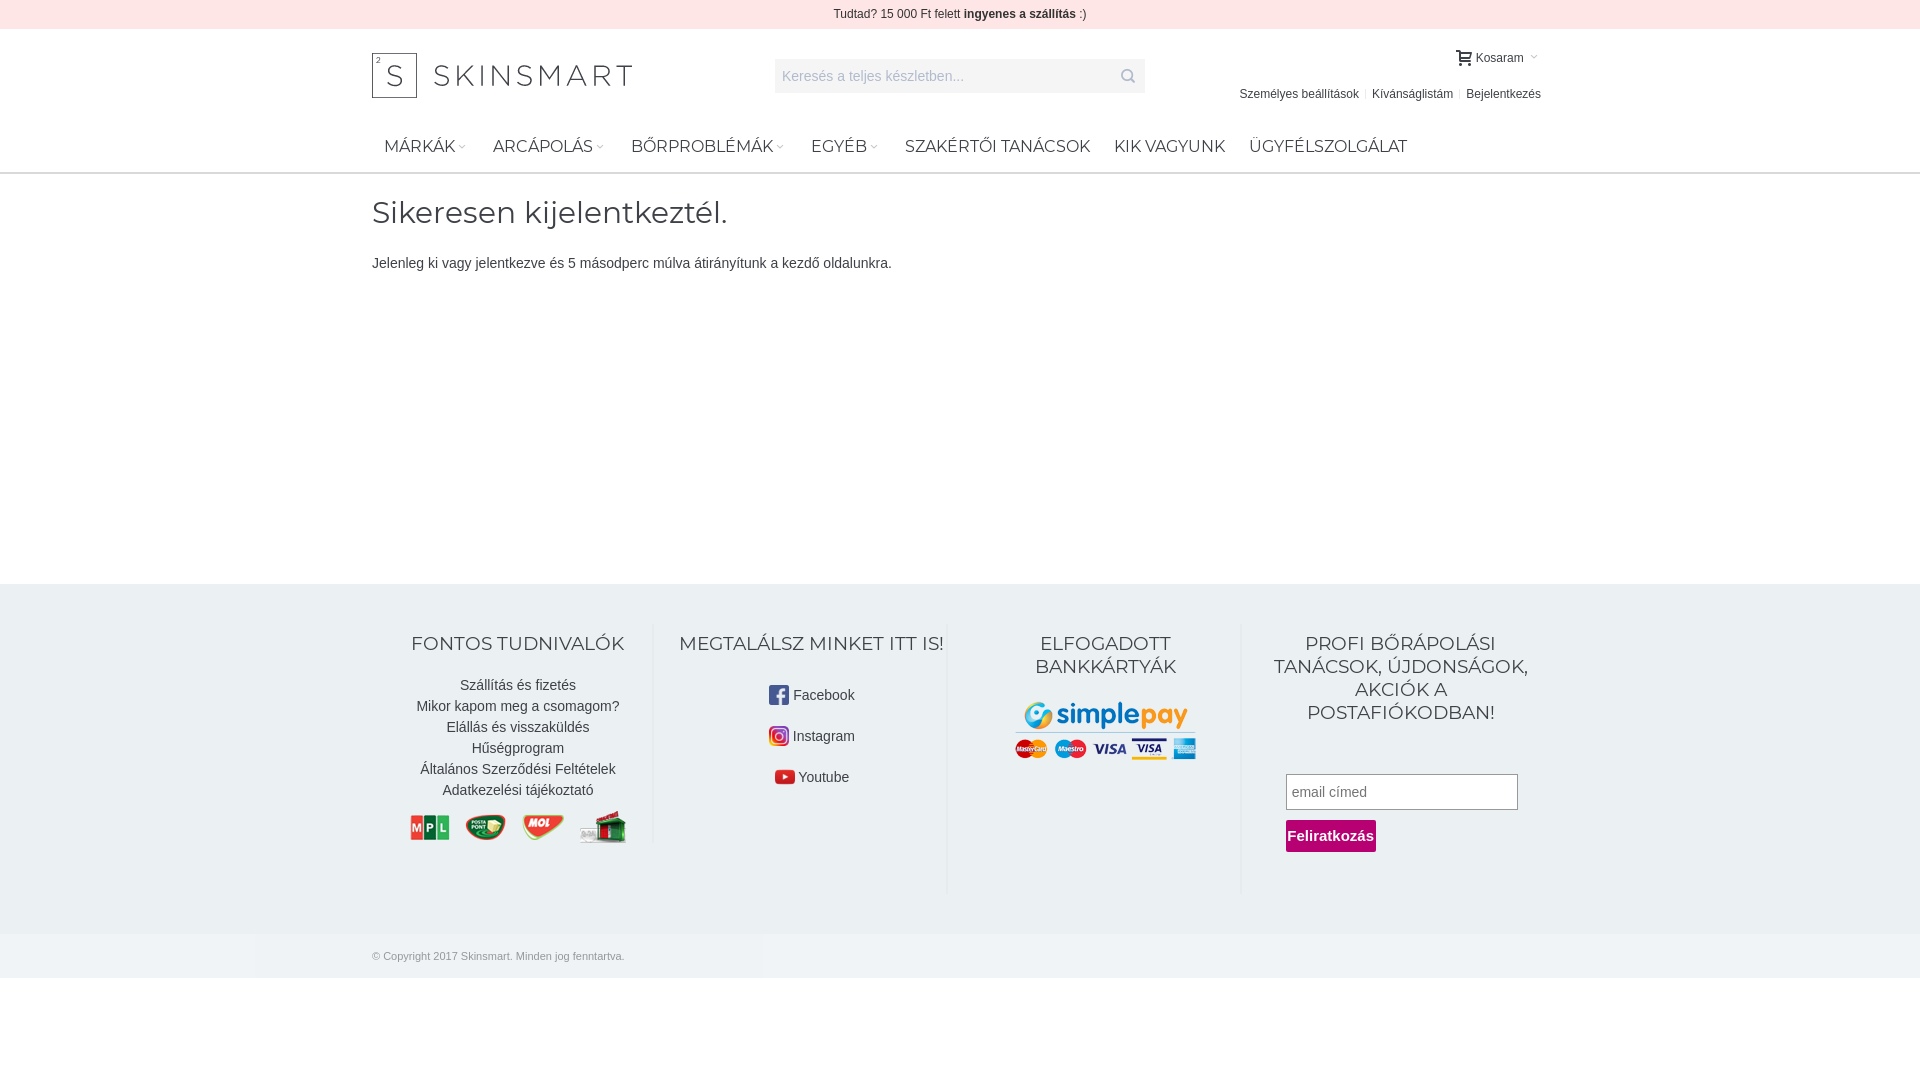 Tudtad? 15 000 Ft felett ingyenes a szállítás :)
2
S SKINSMART
Keresés a teljes készletben...
Kosaram
Személyes beállítások
Kívánságlistám
Bejelentkezés
MÁRKÁK
ARCÁPOLÁS
BŐRPROBLÉMÁK
EGYÉB
SZAKÉRTŐI TANÁCSOK
KIK VAGYUNK
ÜGYFÉLSZOLGÁLAT
Sikeresen kijelentkeztél.
Jelenleg ki vagy jelentkezve és 5 másodperc múlva átirányítunk a kezdő oldalunkra.
FONTOS TUDNIVALÓK
Szállítás és fizetés
Mikor kapom meg a csomagom?
Elállás és visszaküldés
Hűségprogram
Általános Szerződési Feltételek
Adatkezelési tájékoztató
MPL
POSTA
PONT
MOL
MEGTALÁLSZ MINKET ITT IS!
Facebook
Instagram
Youtube
ELFOGADOTT
BANKKÁRTYÁK
simplepay
MasterCard
Maestro
VISA
VISA
PROFI BŐRÁPOLÁSI
TANÁCSOK, ÚJDONSÁGOK,
AKCIÓK A
POSTAFIÓKODBAN!
email címed
Feliratkozás
© Copyright 2017 Skinsmart. Minden jog fenntartva.